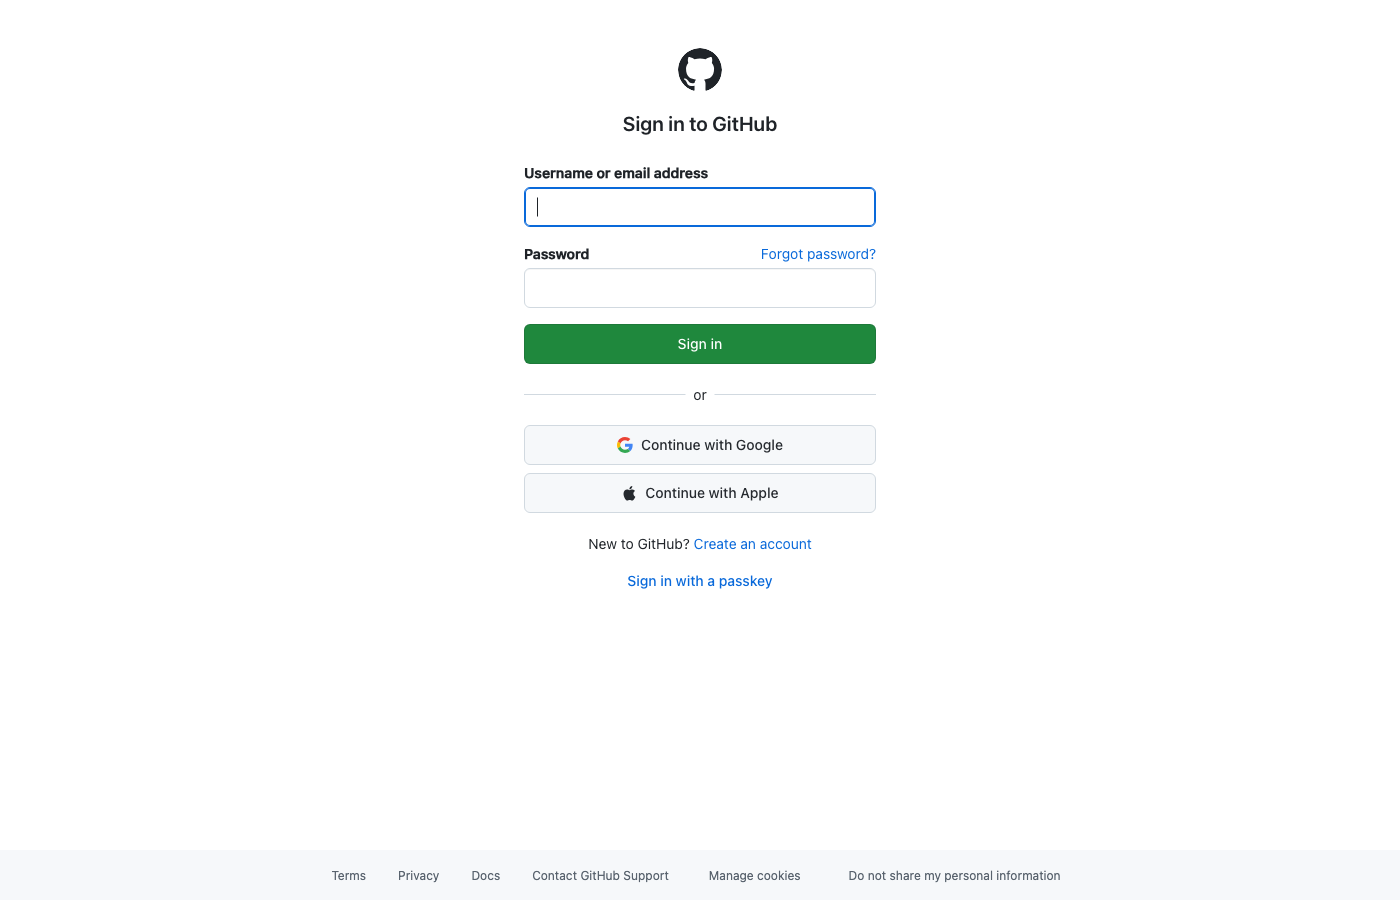 Sign in to GitHub
Username or email address
Password
Forgot password?
Sign in
or
Continue with Google
Continue with Apple
New to GitHub? Create an account
Sign in with a passkey
Terms
Privacy
Docs
Contact GitHub Support
Manage cookies
Do not share my personal information